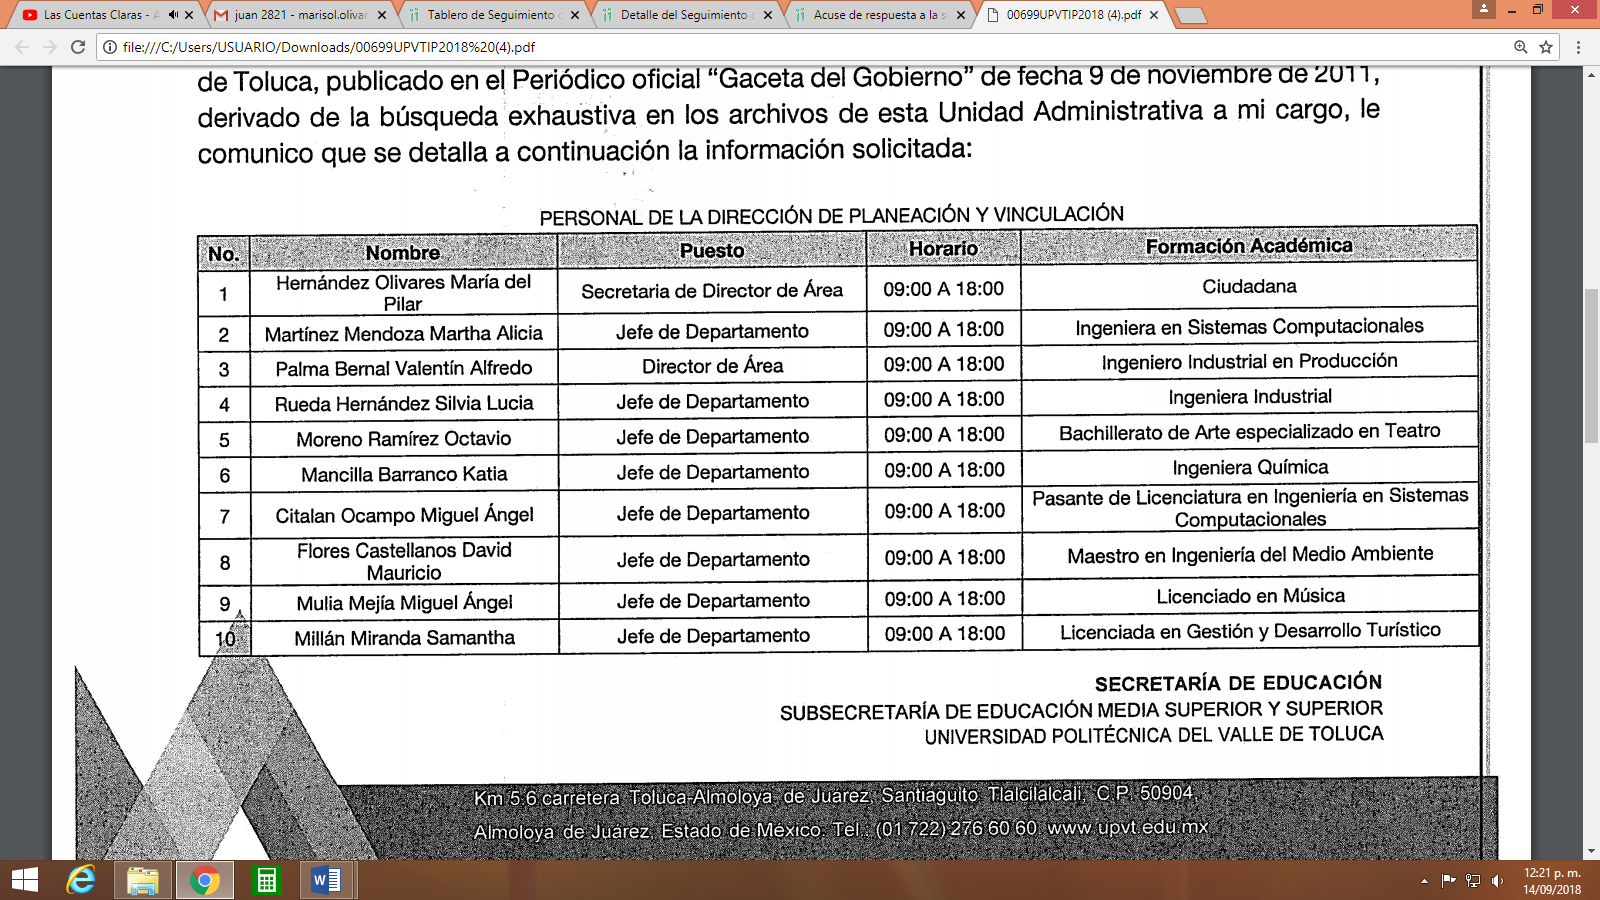 Las Cuentas Claras - A
juan 2821 - marisol.olivar
Tablero de Seguimiento
Detalle del Seguimiento
Acuse de respuesta a la s
00699UPVTIP2018 (4).pdf
file:///C:/Users/USUARIO/Downloads/00699UPVTIP2018%20(4).pdf
de Toluca, publicado en el Periódico oficial “Gaceta del Gobierno” de fecha 9 de noviembre de 2011,
derivado de la búsqueda exhaustiva en los archivos de esta Unidad Administrativa a mi cargo, le
comunico que se detalla a continuación la información solicitada:
PERSONAL DE LA DIRECCIÓN DE PLANEACIÓN Y VINCULACIÓN
No. Nombre Puesto Horario Formación Académica
1 Hernández Olivares María del Pilar Secretaria de Director de Área 09:00 A 18:00 Ciudadana
2 Martínez Mendoza Martha Alicia Jefe de Departamento 09:00 A 18:00 Ingeniera en Sistemas Computacionales
3 Palma Bernal Valentín Alfredo Director de Área 09:00 A 18:00 Ingeniero Industrial en Producción
4 Rueda Hernández Silvia Lucia Jefe de Departamento 09:00 A 18:00 Ingeniera Industrial
5 Moreno Ramírez Octavio Jefe de Departamento 09:00 A 18:00 Bachillerato de Arte especializado en Teatro
6 Mancilla Barranco Katia Jefe de Departamento 09:00 A 18:00 Ingeniera Química
7 Citalan Ocampo Miguel Ángel Jefe de Departamento 09:00 A 18:00 Pasante de Licenciatura en Ingeniería en Sistemas Computacionales
8 Flores Castellanos David Mauricio Jefe de Departamento 09:00 A 18:00 Maestro en Ingeniería del Medio Ambiente
9 Mulia Mejía Miguel Ángel Jefe de Departamento 09:00 A 18:00 Licenciado en Música
10 Millán Miranda Samantha Jefe de Departamento 09:00 A 18:00 Licenciada en Gestión y Desarrollo Turístico
SECRETARÍA DE EDUCACIÓN
SUBSECRETARÍA DE EDUCACIÓN MEDIA SUPERIOR Y SUPERIOR
UNIVERSIDAD POLITÉCNICA DEL VALLE DE TOLUCA
Km 5.6 carretera Toluca-Almoloya de Juárez, Santiaguito Tlalcilalcali, C.P. 50904,
Almoloya de Juárez, Estado de México. Tel.: (01 722) 276 60 60 www.upvt.edu.mx
12:21 p. m.
14/09/2018